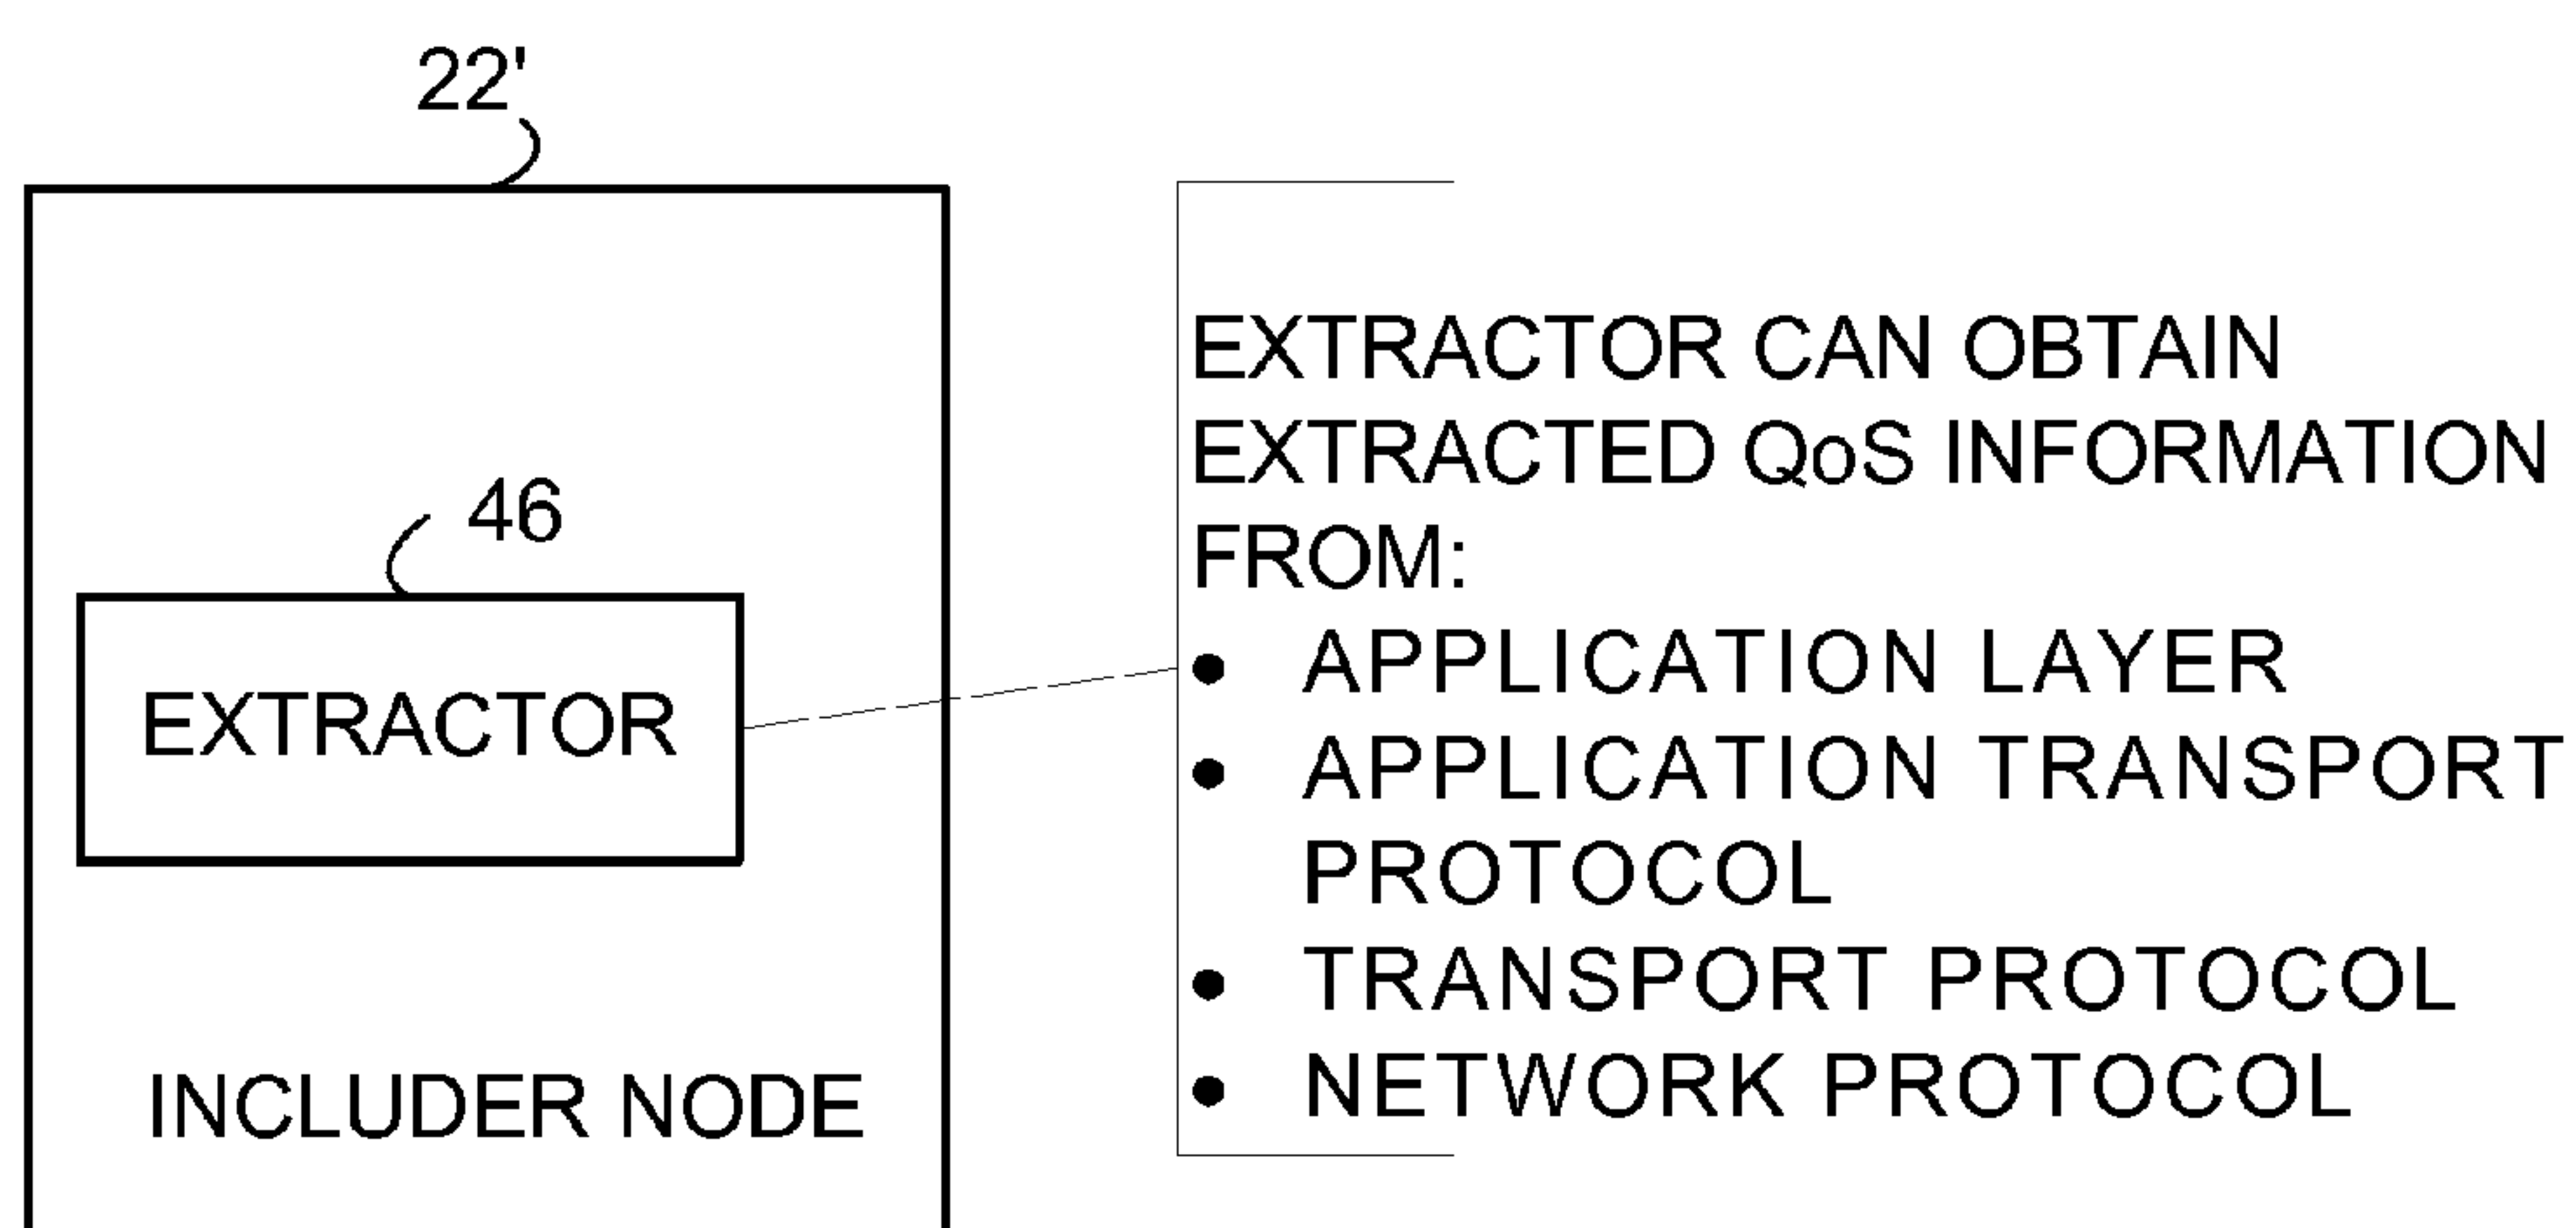 22'
46
EXTRACTOR
INCLUDER NODE
EXTRACTOR CAN OBTAIN
EXTRACTED QoS INFORMATION
FROM:
• APPLICATION LAYER
• APPLICATION TRANSPORT
PROTOCOL
• TRANSPORT PROTOCOL
• NETWORK PROTOCOL